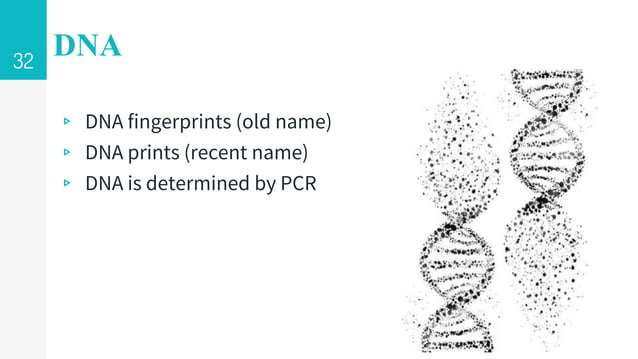 32
DNA
DNA fingerprints (old name)
DNA prints (recent name)
DNA is determined by PCR